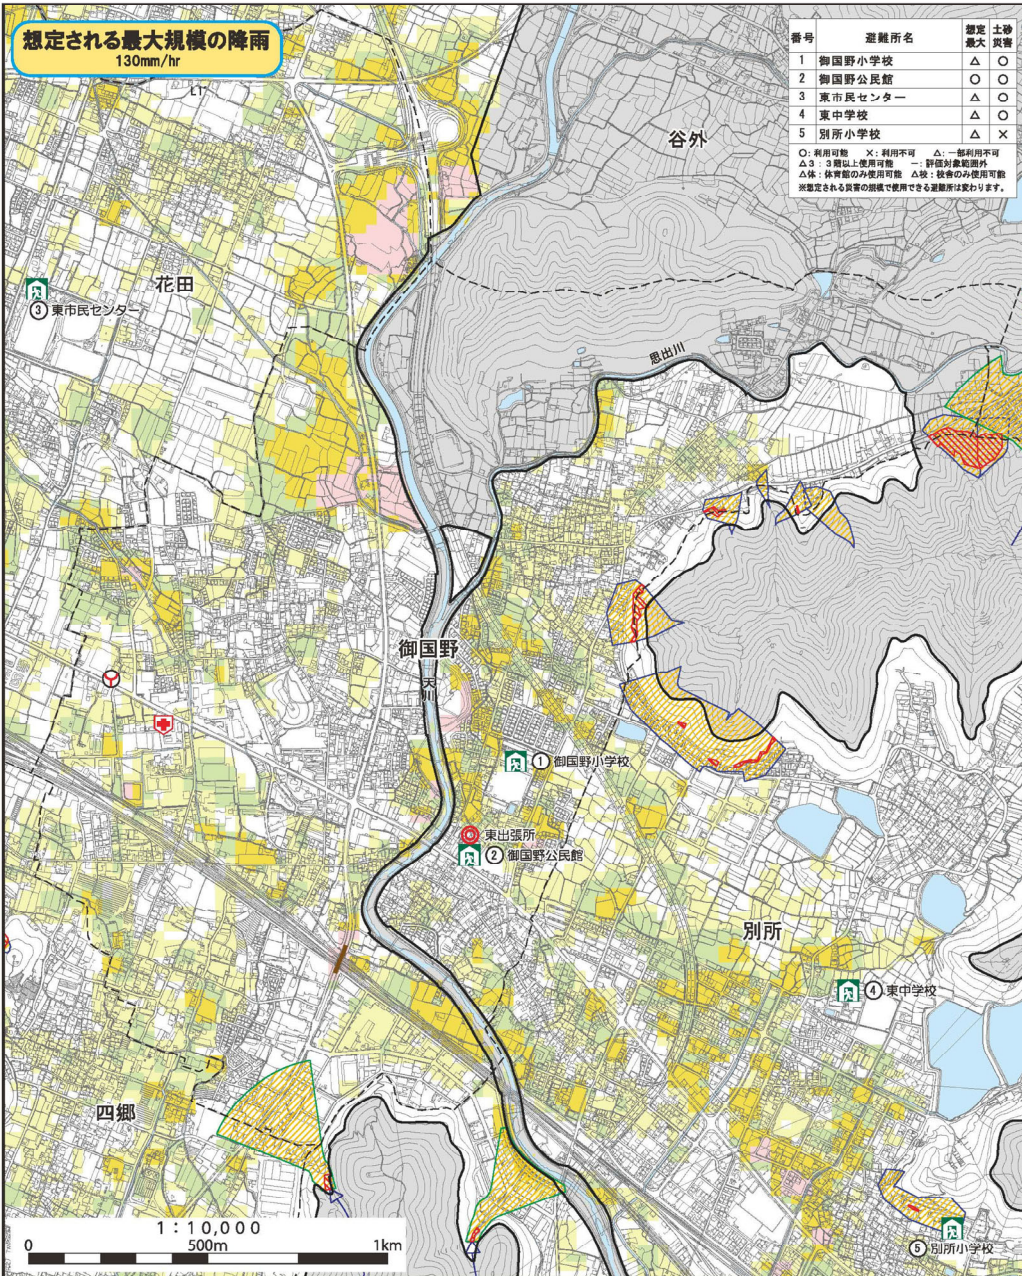 想定される最大規模の降雨
130mm/hr
番号 避難所名 想定最大 土砂災害
1 御国野小学校 △ ○
2 御国野公民館 ○ ○
3 東市民センター △ ○
4 東中学校 △ ○
5 別所小学校 △ ×
○：利用可能 ×：利用不可 △：一部利用不可
△3：3階以上使用可能 －：評価対象範囲外
△体：体育館のみ使用可能 △校：校舎のみ使用可能
※想定される災害の規模で使用できる避難所は変わります。
谷外
花田
③ 東市民センター
思出川
御国野
天川
① 御国野小学校
東出張所
② 御国野公民館
別所
④ 東中学校
四郷
⑤ 別所小学校
1：10,000
0 500m 1km